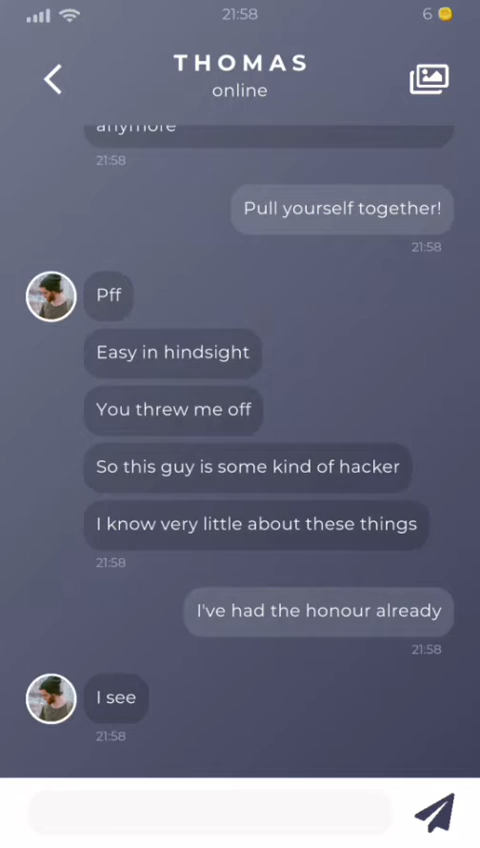 21:58
6
THOMAS
online
anymore
21:58
Pull yourself together!
21:58
Pff
Easy in hindsight
You threw me off
So this guy is some kind of hacker
I know very little about these things
21:58
I've had the honour already
21:58
I see
21:58